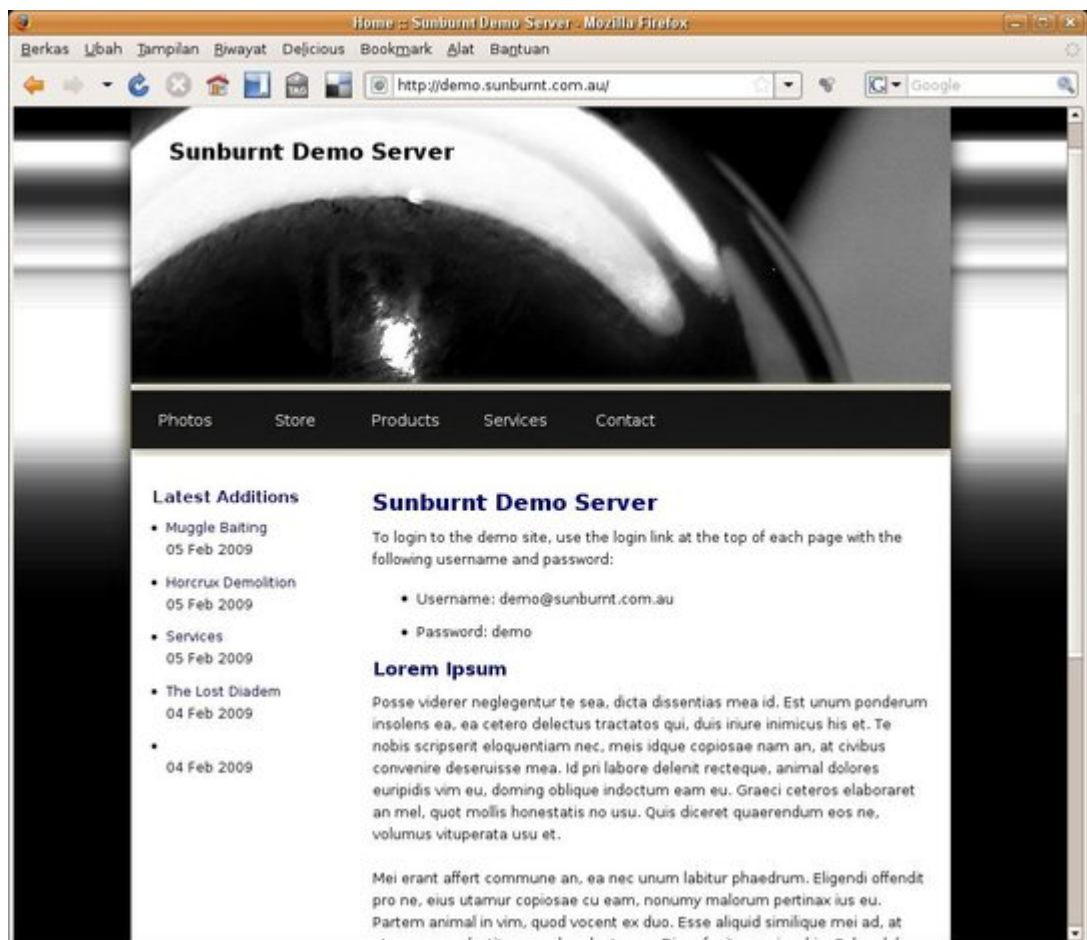 Home :: Sunburnt Demo Server - Mozilla Firefox
Berkas Ubah Tampilan Riwayat Delicious Bookmark Alat Bantuan
http://demo.sunburnt.com.au/
Google
Sunburnt Demo Server
Photos Store Products Services Contact
Latest Additions
Muggle Baiting
05 Feb 2009
Horcrux Demolition
05 Feb 2009
Services
05 Feb 2009
The Lost Diadem
04 Feb 2009
04 Feb 2009
Sunburnt Demo Server
To login to the demo site, use the login link at the top of each page with the
following username and password:
Username: demo@sunburnt.com.au
Password: demo
Lorem Ipsum
Posse viderer neglegentur te sea, dicta dissentias mea id. Est unum ponderum
insolens ea, ea cetero delectus tractatos qui, duis iriure inimicus his et. Te
nobis scripserit eloquentiam nec, meis idque copiosae nam an, at civibus
convenire deseruisse mea. Id pri labore delenit recteque, animal dolores
euripidis vim eu, doming oblique indoctum eam eu. Graeci ceteros elaboraret
an mel, quot mollis honestatis no usu. Quis diceret quaerendum eos ne,
volumus vituperata usu et.
Mei erant affert commune an, ea nec unum labitur phaedrum. Eligendi offendit
pro ne, eius utamur copiosae cu eam, nonumy malorum pertinax ius eu.
Partem animal in vim, quod vocent ex duo. Esse aliquid similique mei ad, at